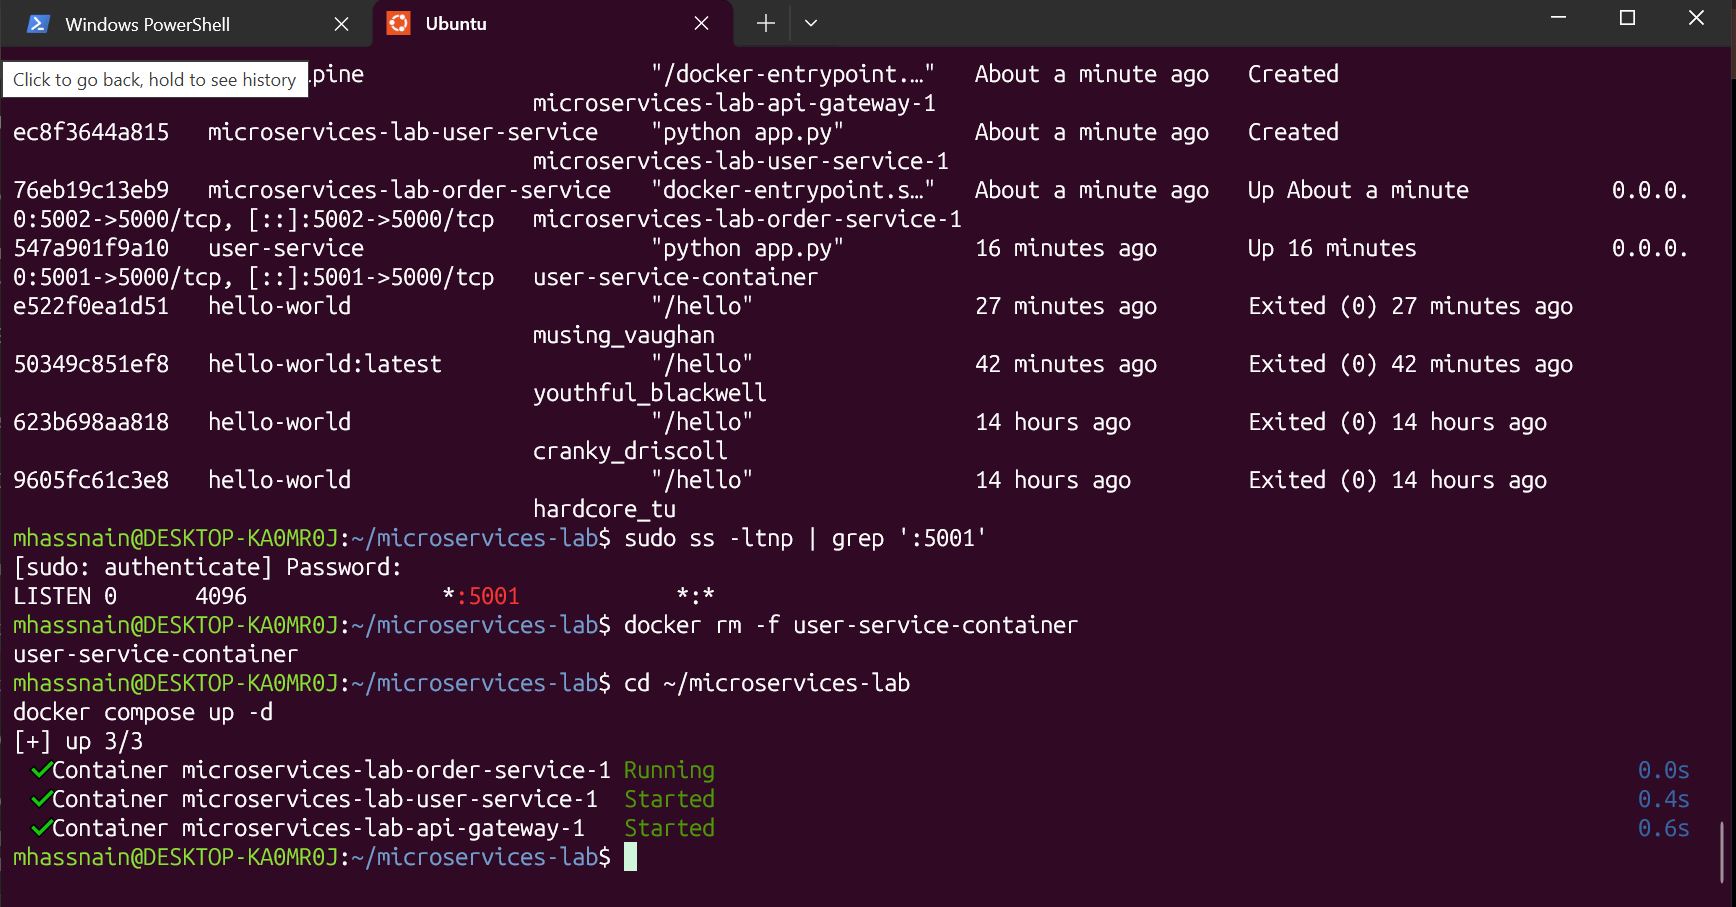 Windows PowerShell
Ubuntu
Click to go back, hold to see history
pine "/docker-entrypoint.…" About a minute ago Created
microservices-lab-api-gateway-1
ec8f3644a815 microservices-lab-user-service "python app.py" About a minute ago Created
microservices-lab-user-service-1
76eb19c13eb9 microservices-lab-order-service "docker-entrypoint.s…" About a minute ago Up About a minute 0.0.0.
0:5002->5000/tcp, [::]:5002->5000/tcp microservices-lab-order-service-1
547a901f9a10 user-service "python app.py" 16 minutes ago Up 16 minutes 0.0.0.
0:5001->5000/tcp, [::]:5001->5000/tcp user-service-container
e522f0ea1d51 hello-world "/hello" 27 minutes ago Exited (0) 27 minutes ago
musing_vaughan
50349c851ef8 hello-world:latest "/hello" 42 minutes ago Exited (0) 42 minutes ago
youthful_blackwell
623b698aa818 hello-world "/hello" 14 hours ago Exited (0) 14 hours ago
cranky_driscoll
9605fc61c3e8 hello-world "/hello" 14 hours ago Exited (0) 14 hours ago
hardcore_tu
mhassnain@DESKTOP-KA0MR0J:~/microservices-lab$ sudo ss -ltnp | grep ':5001'
[sudo: authenticate] Password:
LISTEN 0 4096 *:5001 *:*
mhassnain@DESKTOP-KA0MR0J:~/microservices-lab$ docker rm -f user-service-container
user-service-container
mhassnain@DESKTOP-KA0MR0J:~/microservices-lab$ cd ~/microservices-lab
docker compose up -d
[+] up 3/3
✔Container microservices-lab-order-service-1 Running 0.0s
✔Container microservices-lab-user-service-1 Started 0.4s
✔Container microservices-lab-api-gateway-1 Started 0.6s
mhassnain@DESKTOP-KA0MR0J:~/microservices-lab$